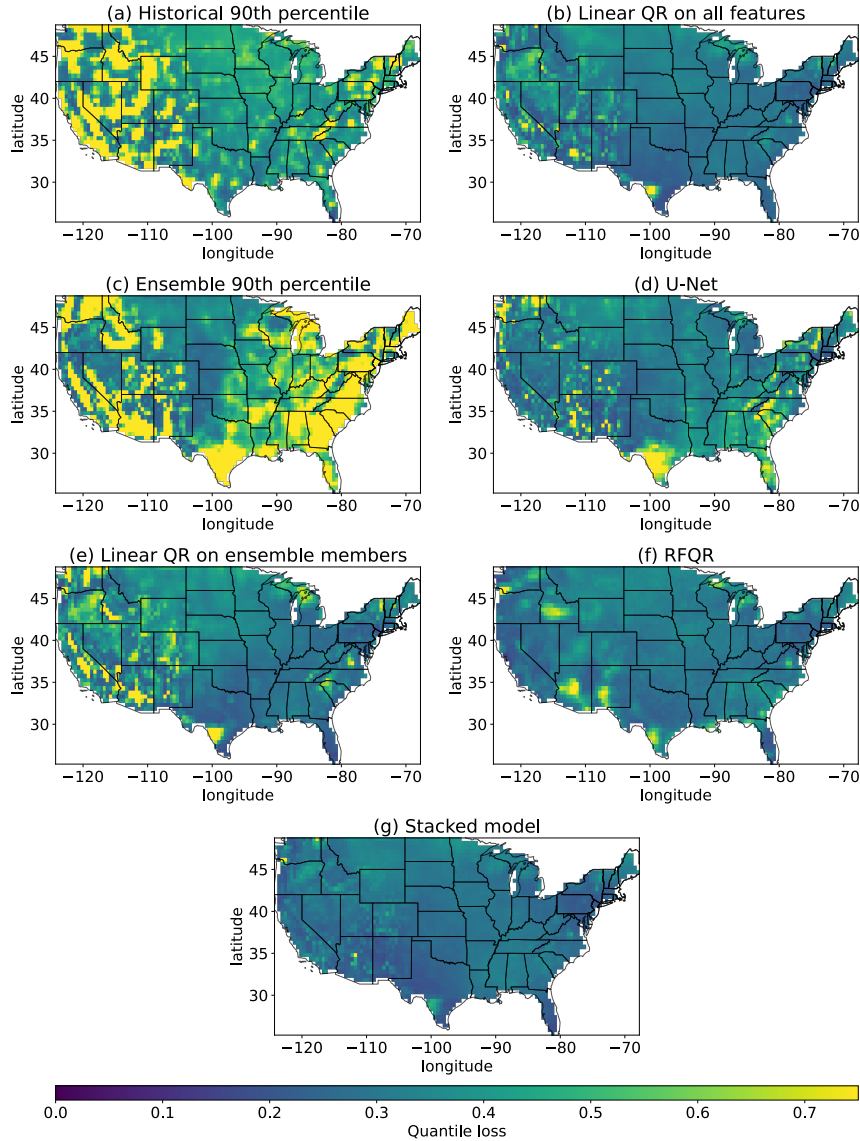 (a) Historical 90th percentile
(b) Linear QR on all features
latitude
45
40
35
30
−120 −110 −100 −90 −80 −70
longitude
latitude
45
40
35
30
−120 −110 −100 −90 −80 −70
longitude
(c) Ensemble 90th percentile
(d) U-Net
latitude
45
40
35
30
−120 −110 −100 −90 −80 −70
longitude
latitude
45
40
35
30
−120 −110 −100 −90 −80 −70
longitude
(e) Linear QR on ensemble members
(f) RFQR
latitude
45
40
35
30
−120 −110 −100 −90 −80 −70
longitude
latitude
45
40
35
30
−120 −110 −100 −90 −80 −70
longitude
(g) Stacked model
latitude
45
40
35
30
−120 −110 −100 −90 −80 −70
longitude
0.0 0.1 0.2 0.3 0.4 0.5 0.6 0.7
Quantile loss